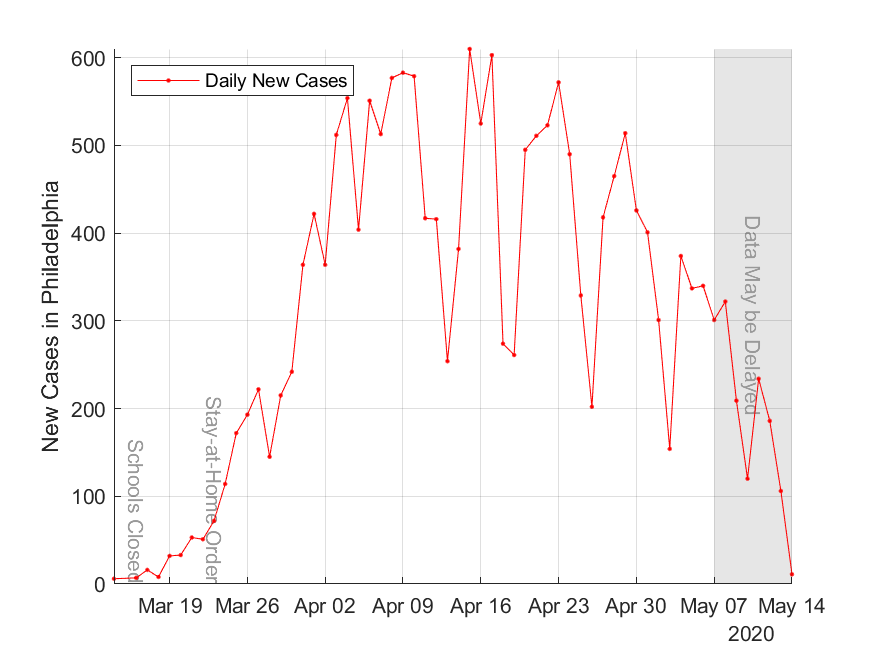 Daily New Cases
600
500
400
300
200
100
0
New Cases in Philadelphia
Schools Closed
Stay-at-Home Order
Data May be Delayed
Mar 19
Mar 26
Apr 02
Apr 09
Apr 16
Apr 23
Apr 30
May 07
May 14
2020